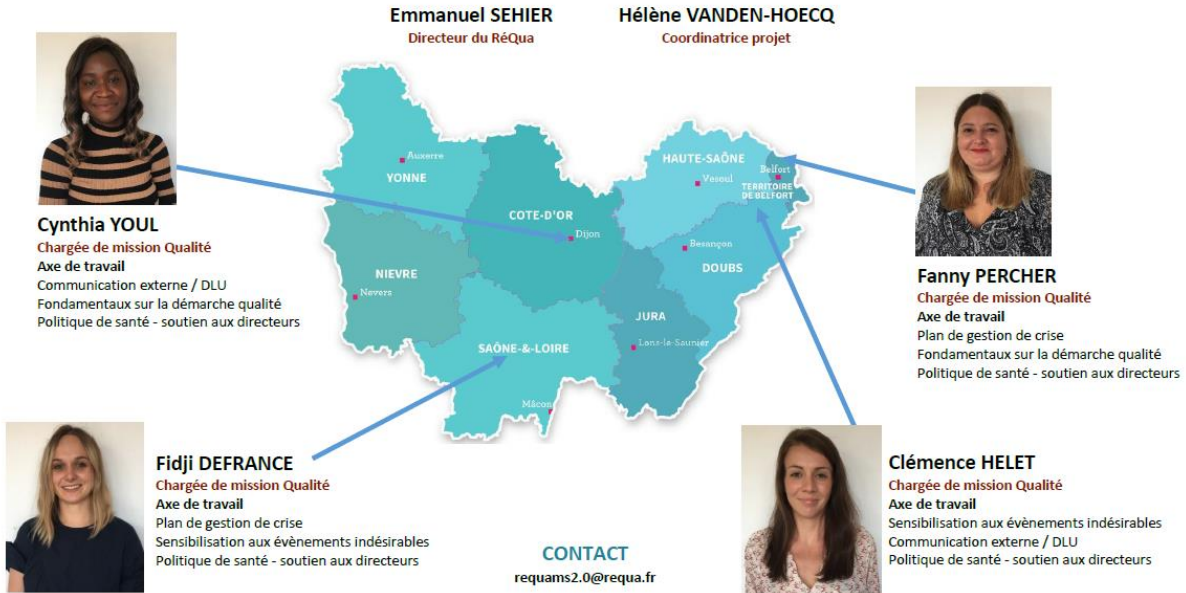 Emmanuel SEHIER
Directeur du RéQua
Hélène VANDEN-HOECQ
Coordinatrice projet
Cynthia YOUL
Chargée de mission Qualité
Axe de travail
Communication externe / DLU
Fondamentaux sur la démarche qualité
Politique de santé - soutien aux directeurs
Auxerre
YONNE
COTE-D'OR
Dijon
NIEVRE
Nevers
SAÔNE-&-LOIRE
Mâcon
HAUTE-SAÔNE
Vesoul
Belfort
TERRITOIRE
DE BELFORT
Besançon
DOUBS
JURA
Lons-le-Saunier
Fanny PERCHER
Chargée de mission Qualité
Axe de travail
Plan de gestion de crise
Fondamentaux sur la démarche qualité
Politique de santé - soutien aux directeurs
Fidji DEFRANCE
Chargée de mission Qualité
Axe de travail
Plan de gestion de crise
Sensibilisation aux évènements indésirables
Politique de santé - soutien aux directeurs
CONTACT
requams2.0@requa.fr
Clémence HELET
Chargée de mission Qualité
Axe de travail
Sensibilisation aux évènements indésirables
Communication externe / DLU
Politique de santé - soutien aux directeurs